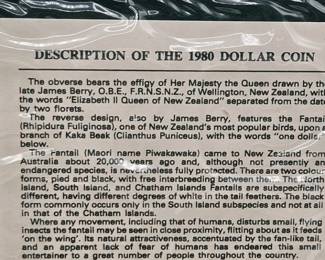 DESCRIPTION OF THE 1980 DOLLAR COIN
The obverse bears the effigy of Her Majesty the Queen drawn by the
late James Berry, O.B.E., F.R.N.S.N.Z., of Wellington, New Zealand, with
the words "Elizabeth II Queen of New Zealand" separated from the date
by two florets.
The reverse design, also by James Berry, features the Fantail
(Rhipidura Fuliginosa), one of New Zealand's most popular birds, upon a
branch of Kaka Beak (Clianthus Puniceus), with the words "one dollar"
below.
The Fantail (Maori name Piwakawaka) came to New Zealand from
Australia about 20,000 years ago and, although not presently an
endangered species, is nevertheless fully protected. There are two colour
forms, pied and black, with free interbreeding between the two. The North
Island, South Island, and Chatham Islands Fantails are subspecifically
different, having different degrees of white in the tail feathers. The black
form commonly occurs only in the South Island subspecies and not at all
in that of the Chatham Islands.
Where any movement, including that of humans, disturbs small, flying
insects the fantail may be seen in close proximity, flitting about as it feeds
'on the wing'. Its natural attractiveness, accentuated by the fan-like tail,
and an apparent lack of fear of humans has endeared this small
entertainer to a great number of people throughout the country.